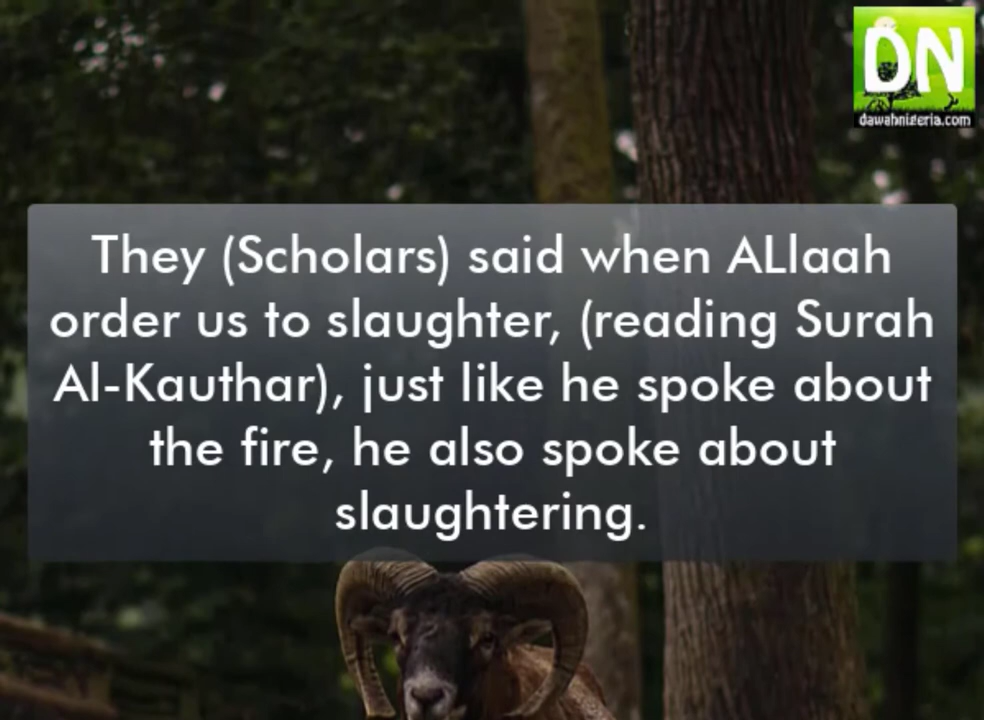 DN
dawahnigeria.com
They (Scholars) said when ALlaah
order us to slaughter, (reading Surah
Al-Kauthar), just like he spoke about
the fire, he also spoke about
slaughtering.